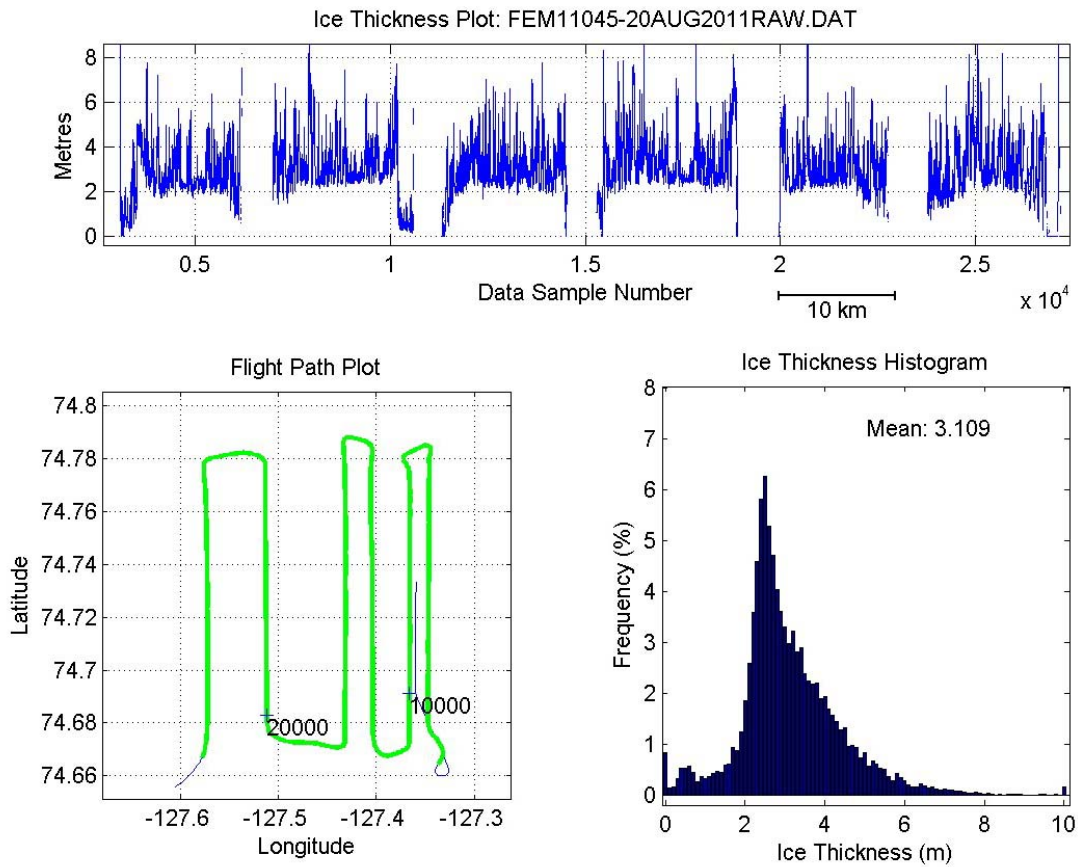 Ice Thickness Plot: FEM11045-20AUG2011RAW.DAT
8
6
4
2
0
Metres
0.5 1 1.5 2 2.5
Data Sample Number
x 10^4
10 km
Flight Path Plot
74.8
74.78
74.76
74.74
74.72
74.7
74.68
74.66
Latitude
10000
20000
-127.6 -127.5 -127.4 -127.3
Longitude
Ice Thickness Histogram
Mean: 3.109
8
7
6
5
4
3
2
1
0
Frequency (%)
0 2 4 6 8 10
Ice Thickness (m)